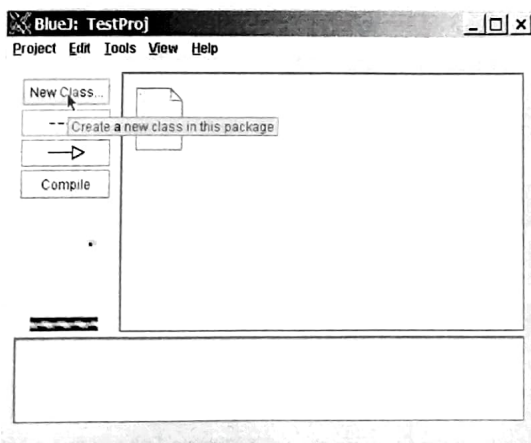 BlueJ: TestProj
Project Edit Tools View Help
New Class...
Create a new class in this package
Compile